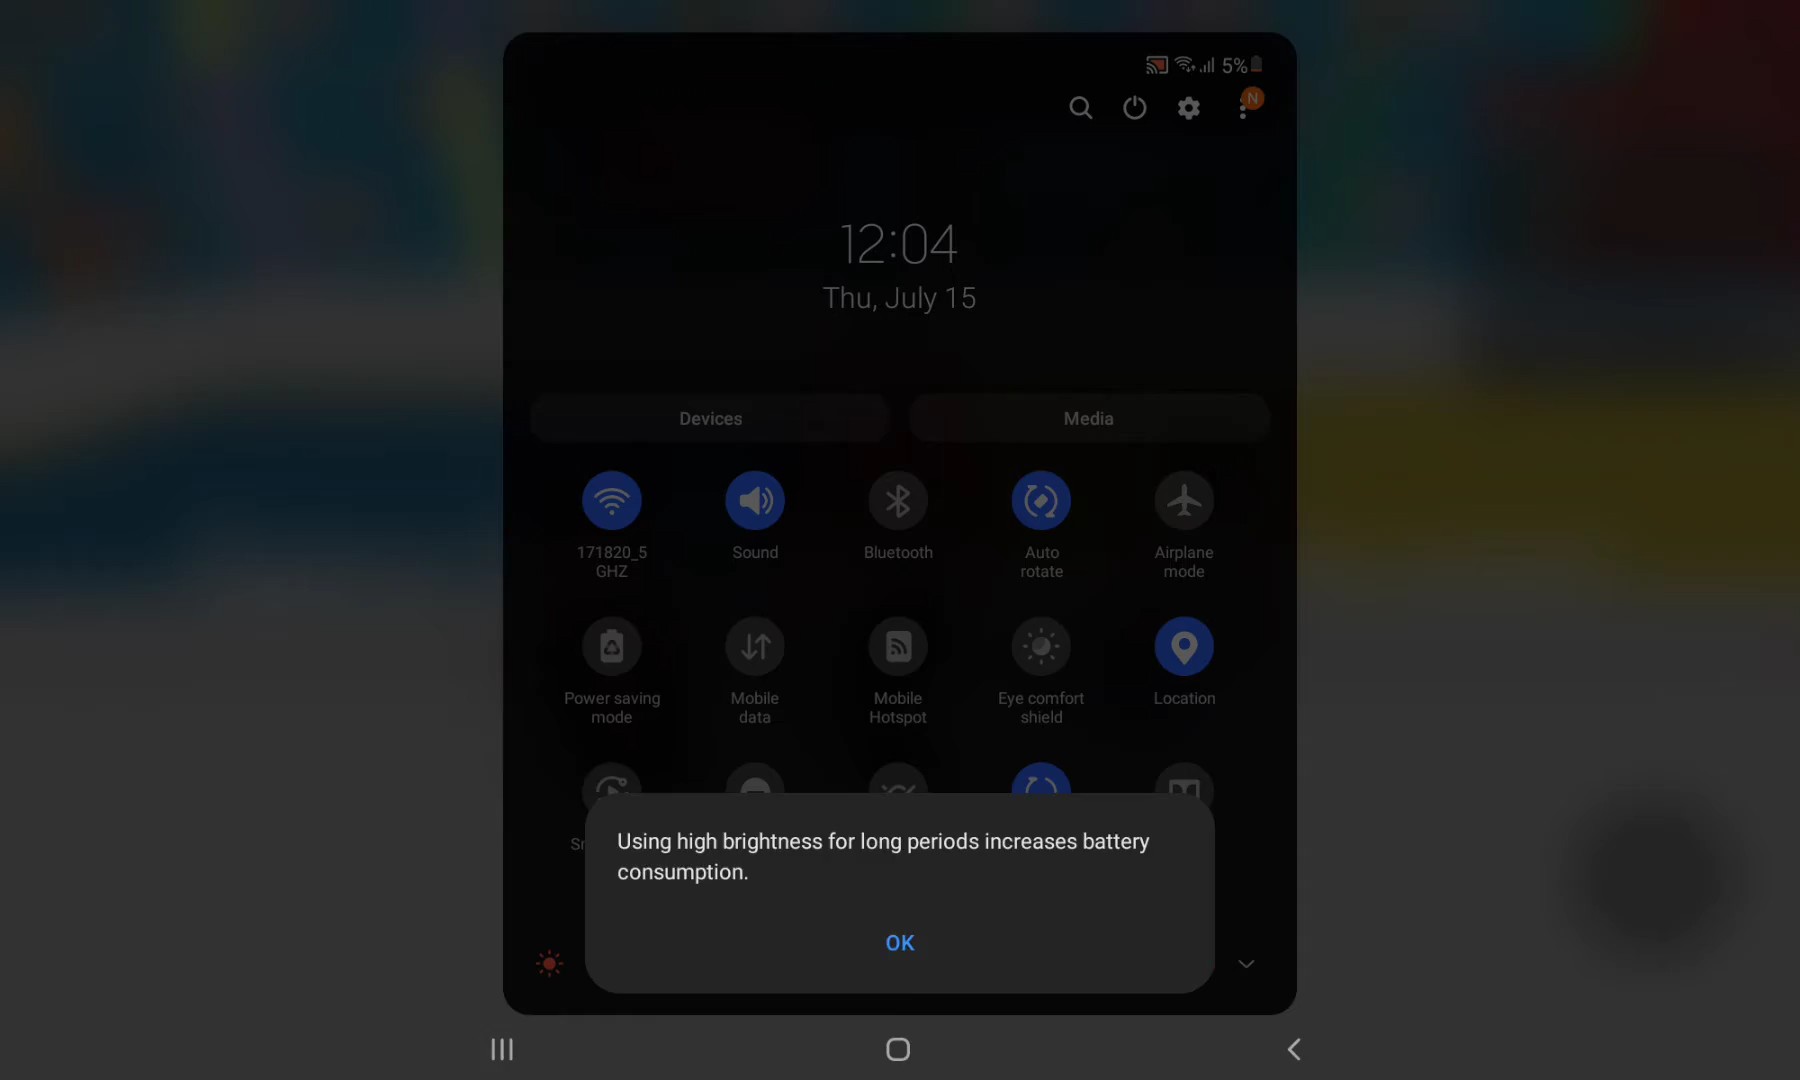 5%
N
12:04
Thu, July 15
Devices
Media
171820_5
GHZ
Sound
Bluetooth
Auto
rotate
Airplane
mode
Power saving
mode
Mobile
data
Mobile
Hotspot
Eye comfort
shield
Location
Using high brightness for long periods increases battery
consumption.
OK